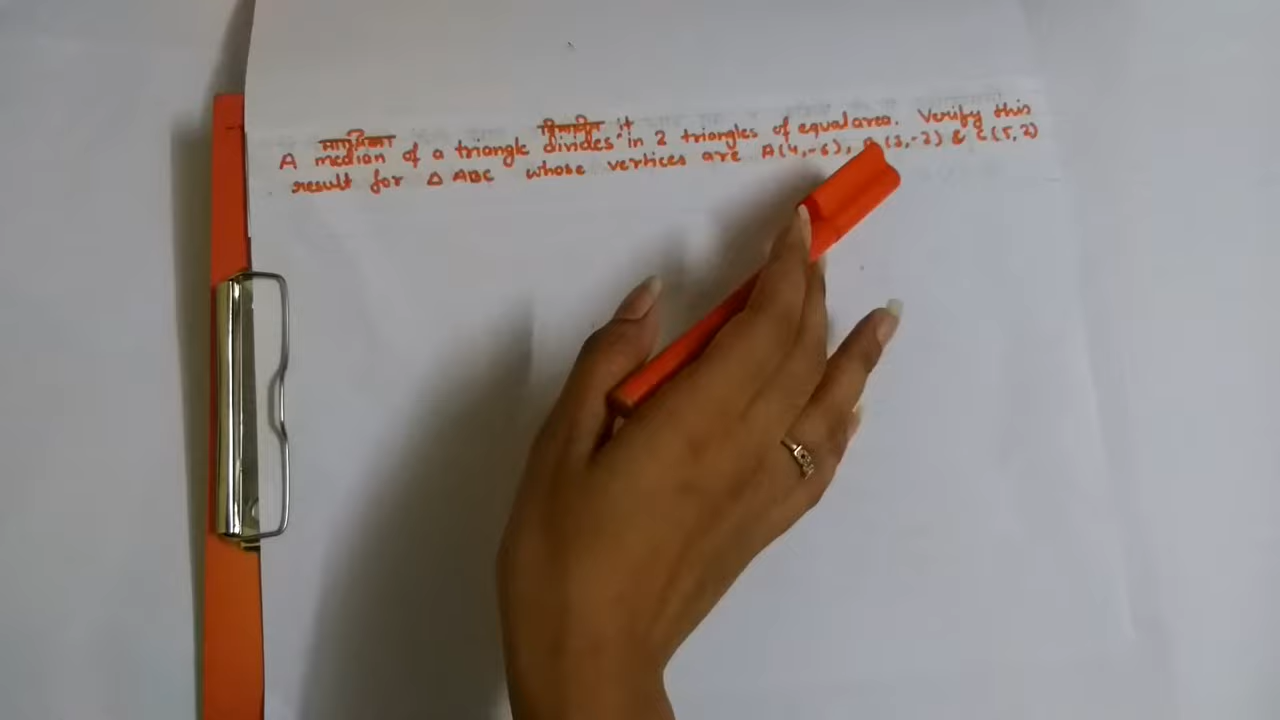 माध्यिका विभाजित
A median of a triangle divides it in 2 triangles of equal area. Verify this
result for △ ABC whose vertices are A(4,-6), (3,-2) & C(5,2)